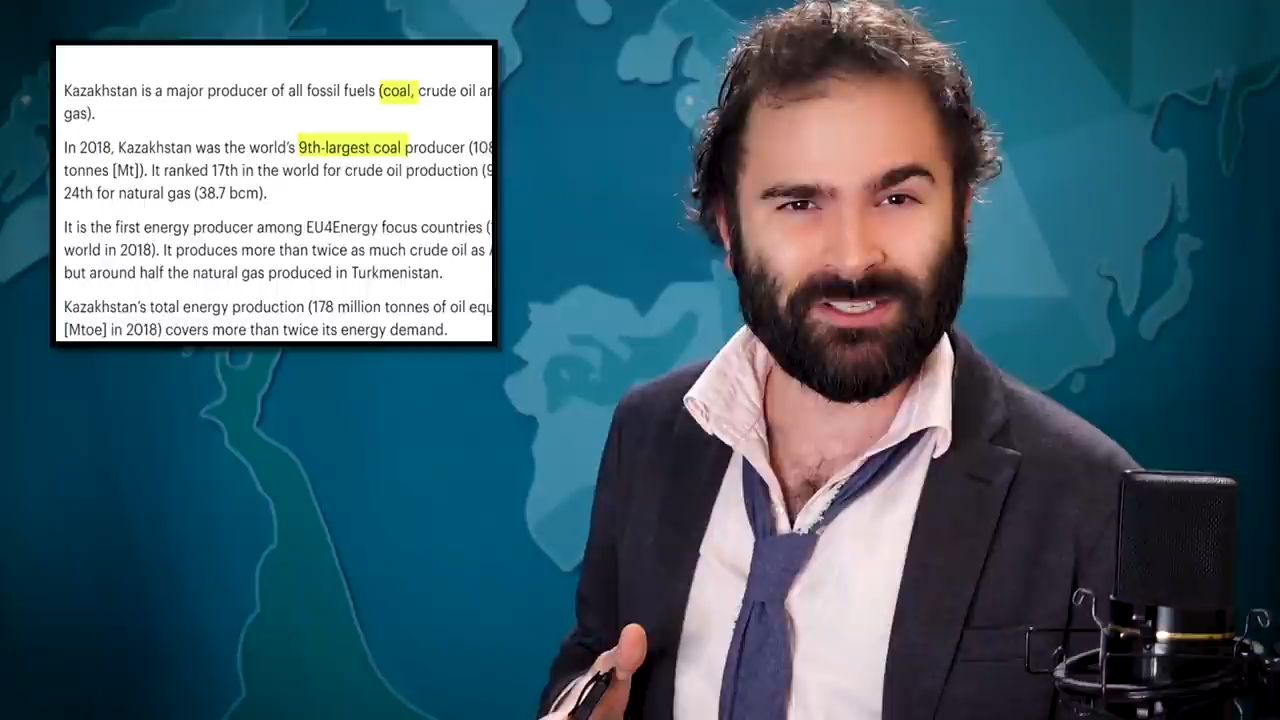 Kazakhstan is a major producer of all fossil fuels (coal, crude oil
gas).
In 2018, Kazakhstan was the world's 9th-largest coal producer (108
tonnes [Mt]). It ranked 17th in the world for crude oil production (
24th for natural gas (38.7 bcm).
It is the first energy producer among EU4Energy focus countries (
world in 2018). It produces more than twice as much crude oil as
but around half the natural gas produced in Turkmenistan.
Kazakhstan's total energy production (178 million tonnes of oil
[Mtoe] in 2018) covers more than twice its energy demand.